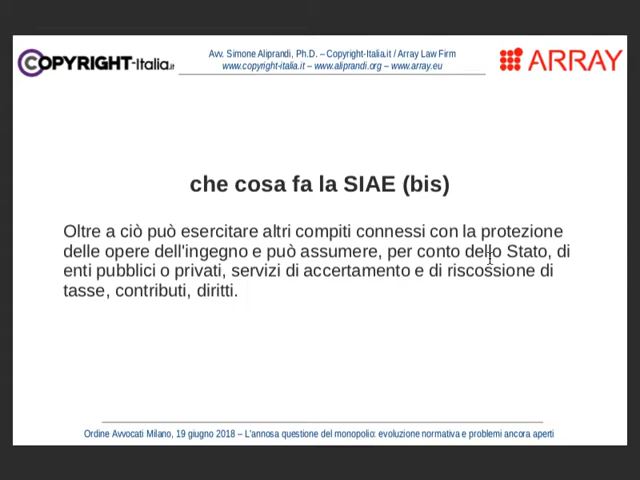 COPYRIGHT-Italia.it
Avv. Simone Aliprandi, Ph.D. – Copyright-Italia.it / Array Law Firm
www.copyright-italia.it – www.aliprandi.org – www.array.eu
ARRAY
che cosa fa la SIAE (bis)
Oltre a ciò può esercitare altri compiti connessi con la protezione
delle opere dell'ingegno e può assumere, per conto dello Stato, di
enti pubblici o privati, servizi di accertamento e di riscossione di
tasse, contributi, diritti.
Ordine Avvocati Milano, 19 giugno 2018 – L'annosa questione del monopolio: evoluzione normativa e problemi ancora aperti